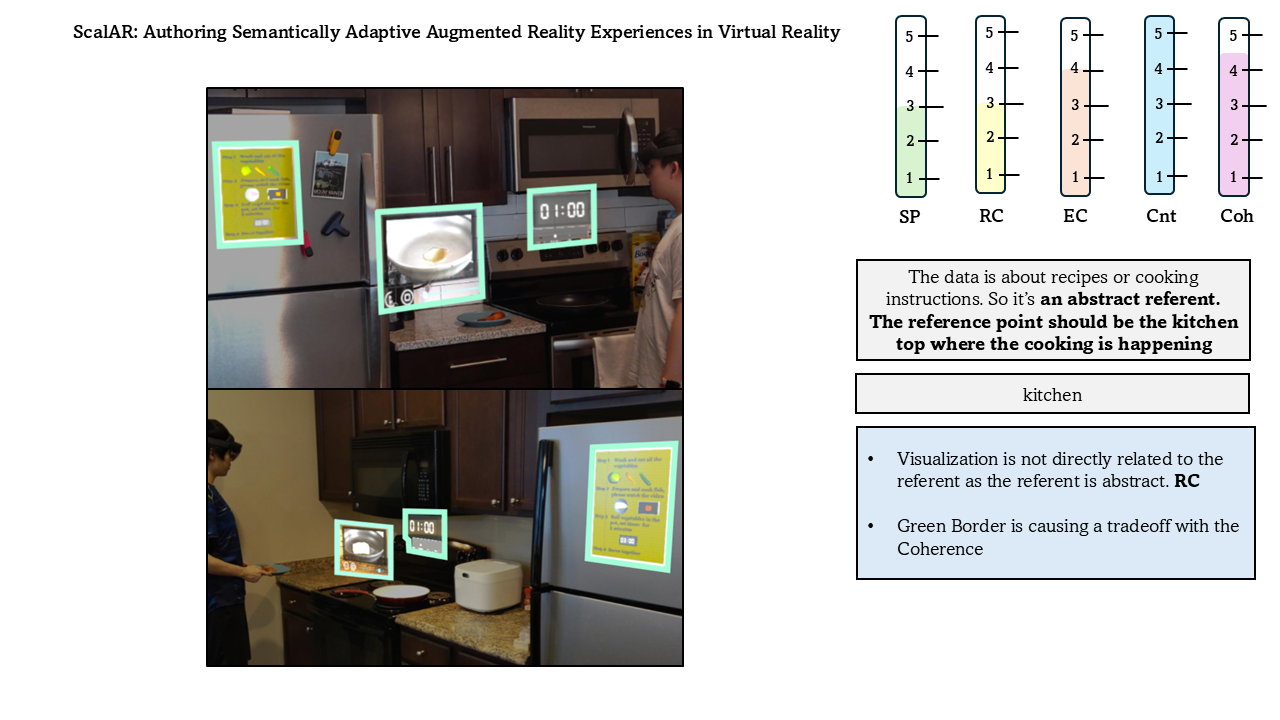 ScalAR: Authoring Semantically Adaptive Augmented Reality Experiences in Virtual Reality
5
4
3
2
1
SP
5
4
3
2
1
RC
5
4
3
2
1
EC
5
4
3
2
1
Cnt
5
4
3
2
1
Coh
01:00
01:00
The data is about recipes or cooking
instructions. So it's an abstract referent.
The reference point should be the kitchen
top where the cooking is happening
kitchen
• Visualization is not directly related to the
referent as the referent is abstract. RC
• Green Border is causing a tradeoff with the
Coherence